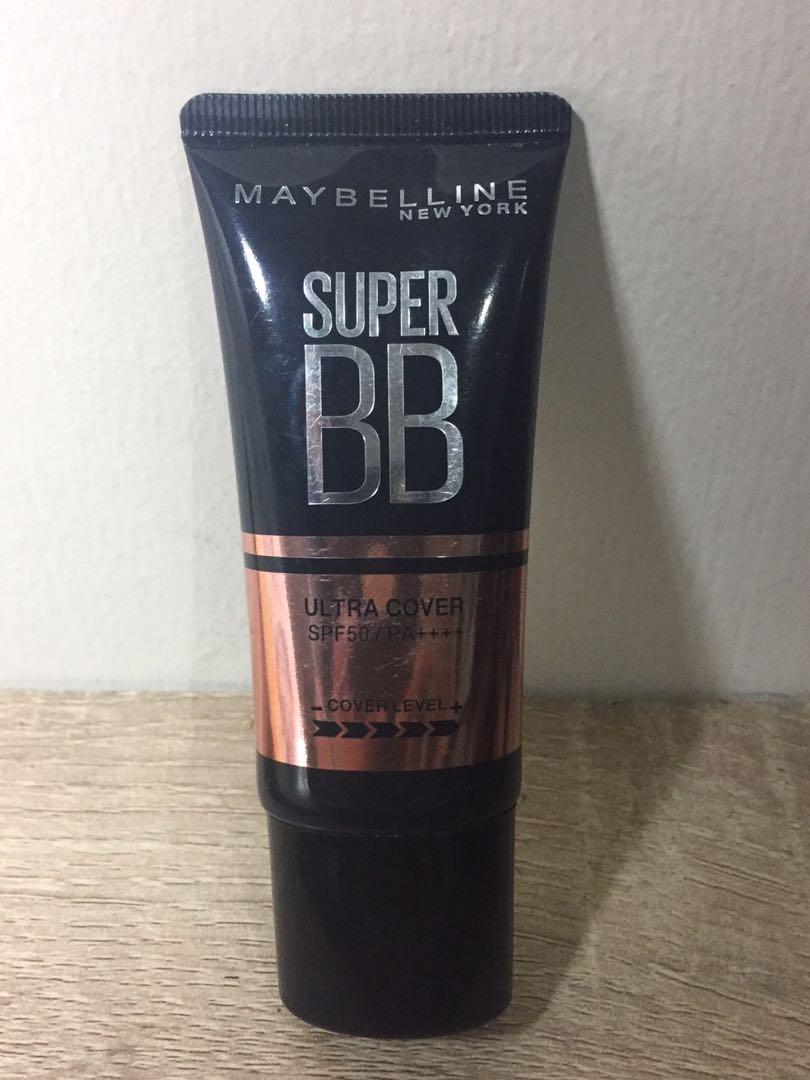 MAYBELLINE
NEW YORK
SUPER
BB
ULTRA COVER
SPF50 / PA++++
- COVER LEVEL +